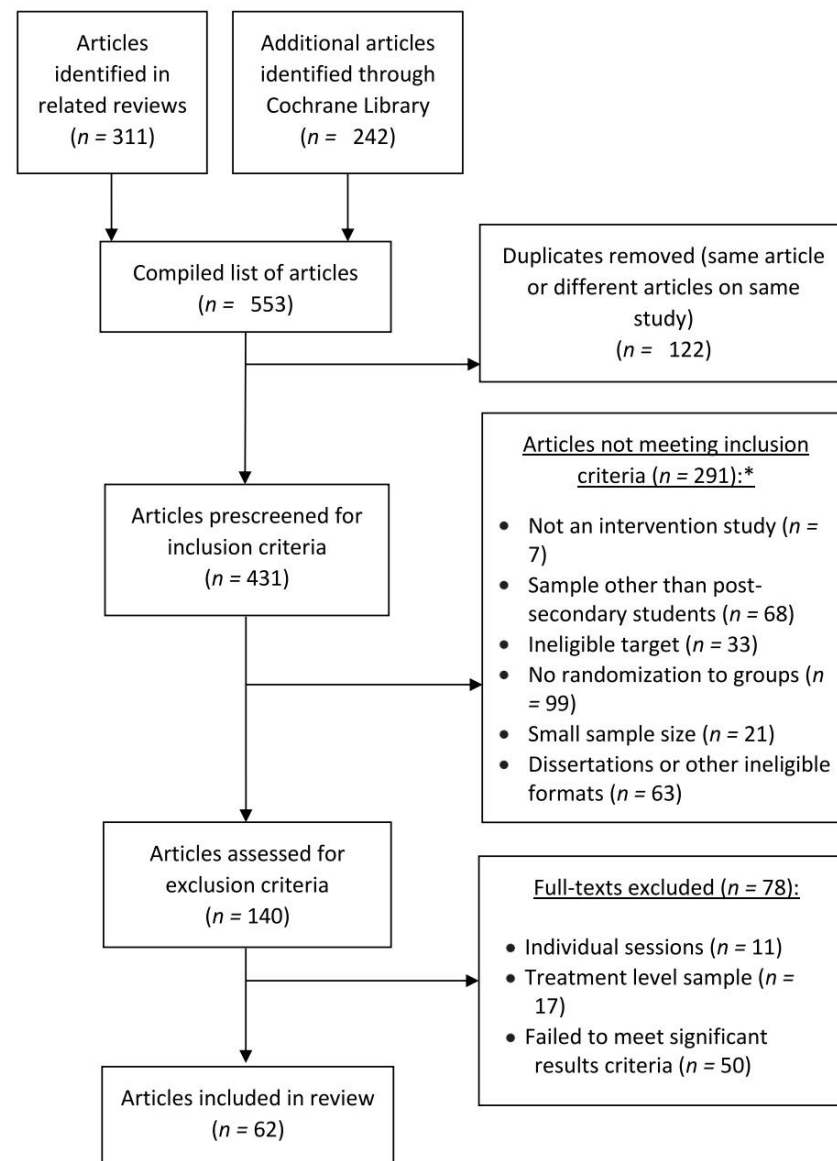 Articles
identified in
related reviews
(n = 311)
Additional articles
identified through
Cochrane Library
(n =   242)
Compiled list of articles
(n =   553)
Duplicates removed (same article
or different articles on same
study)
(n =   122)
Articles prescreened for
inclusion criteria
(n = 431)
Articles not meeting inclusion
criteria (n = 291):*
• Not an intervention study (n =
7)
• Sample other than post-
secondary students (n = 68)
• Ineligible target (n = 33)
• No randomization to groups (n
= 99)
• Small sample size (n = 21)
• Dissertations or other ineligible
formats (n = 63)
Articles assessed for
exclusion criteria
(n = 140)
Full-texts excluded (n = 78):
• Individual sessions (n = 11)
• Treatment level sample (n =
17)
• Failed to meet significant
results criteria (n = 50)
Articles included in review
(n = 62)